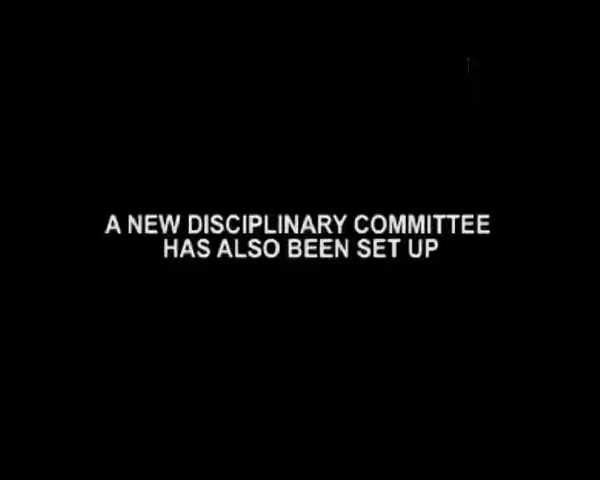 A NEW DISCIPLINARY COMMITTEE
HAS ALSO BEEN SET UP